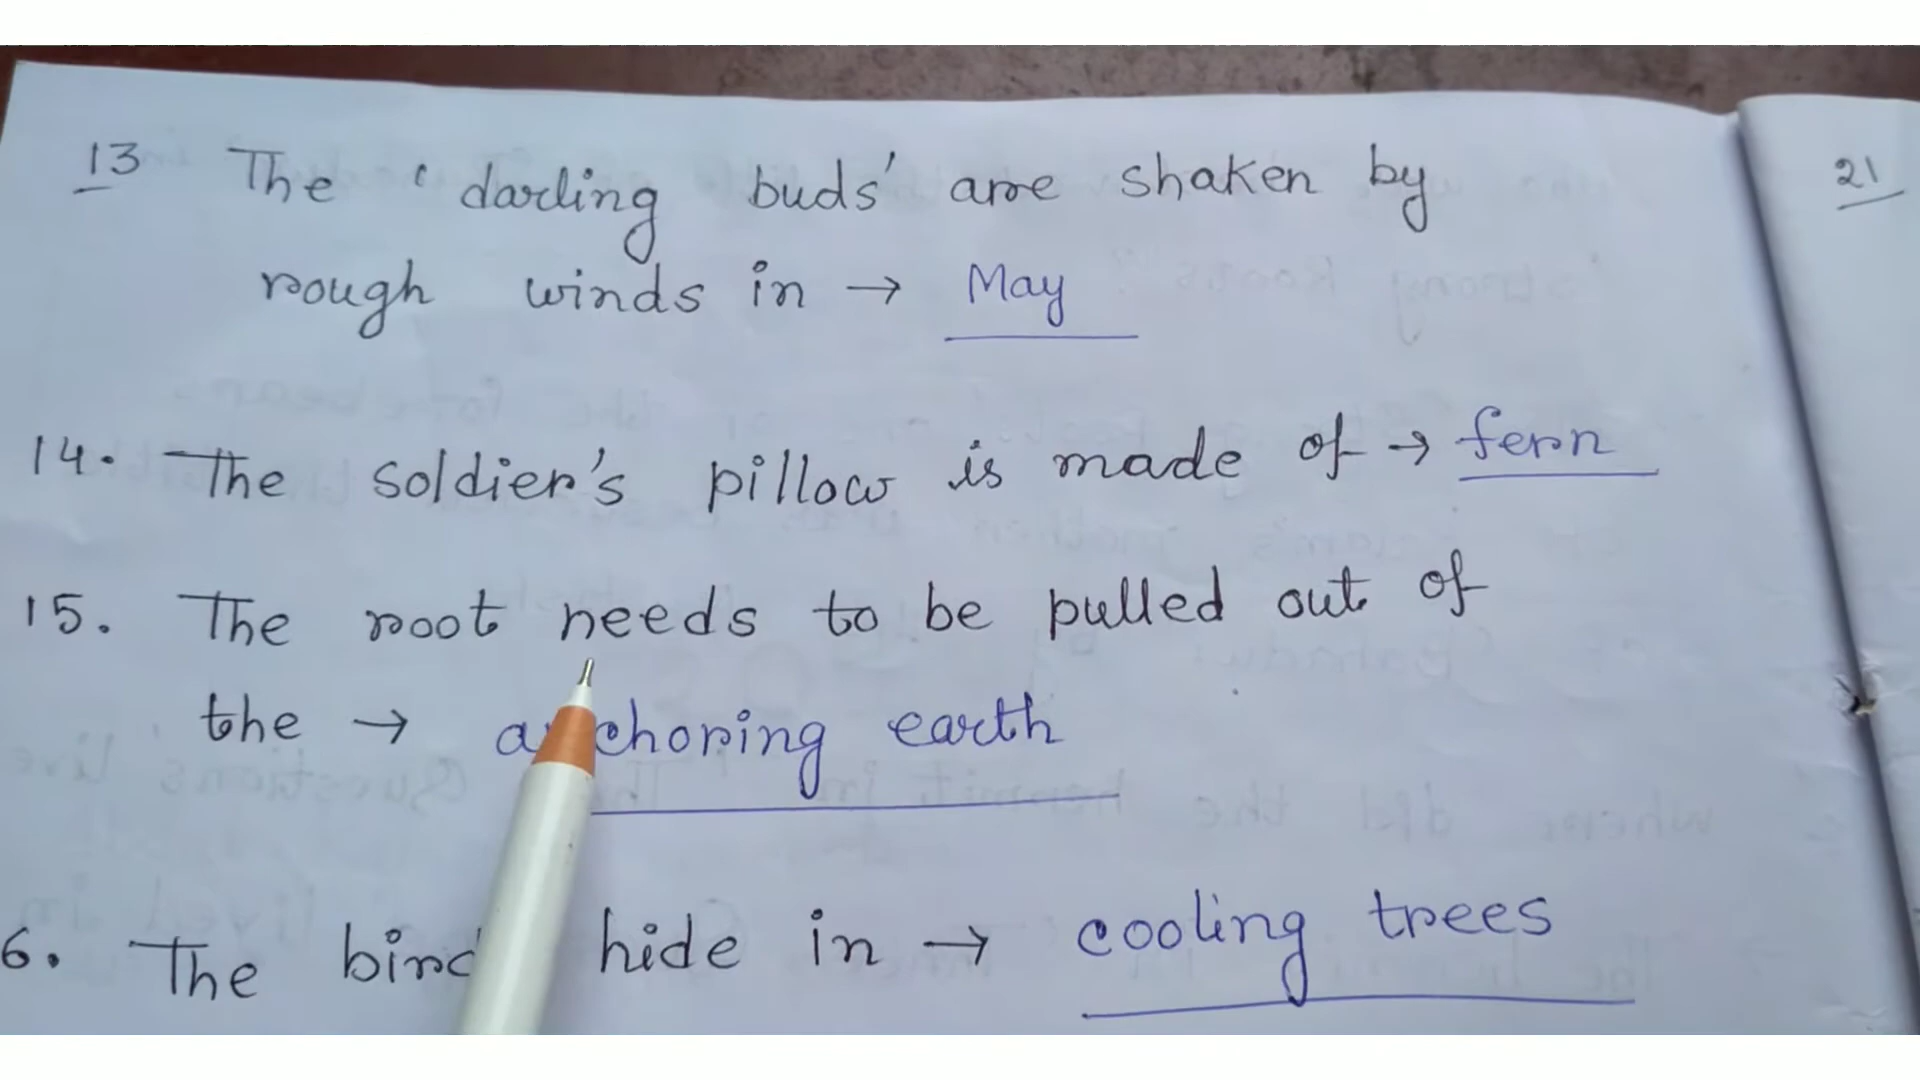 13 The 'darling buds' are shaken by
rough winds in → May
14. The soldier's pillow is made of → fern
15. The root needs to be pulled out of
the → anchoring earth
6. The bird hide in → cooling trees
21